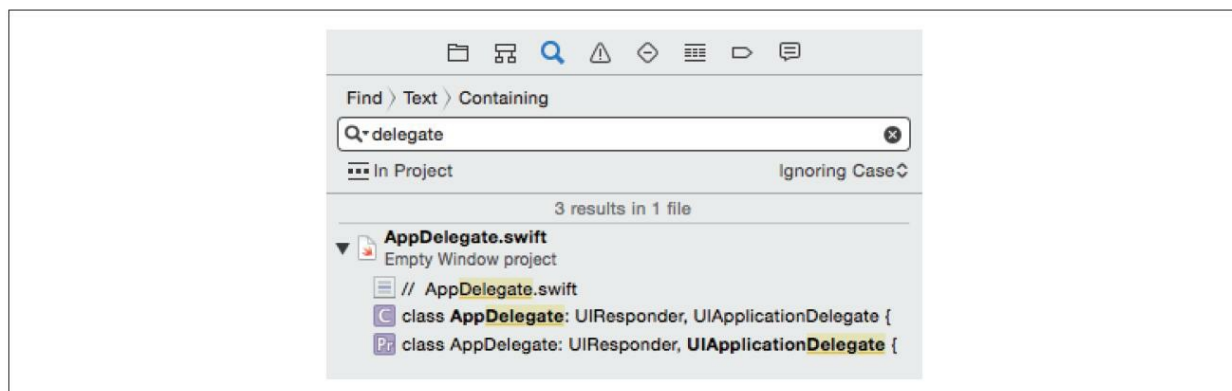 Find 〉 Text 〉 Containing
delegate
In Project Ignoring Case
3 results in 1 file
AppDelegate.swift
Empty Window project
// AppDelegate.swift
C class AppDelegate: UIResponder, UIApplicationDelegate {
Pr class AppDelegate: UIResponder, UIApplicationDelegate {